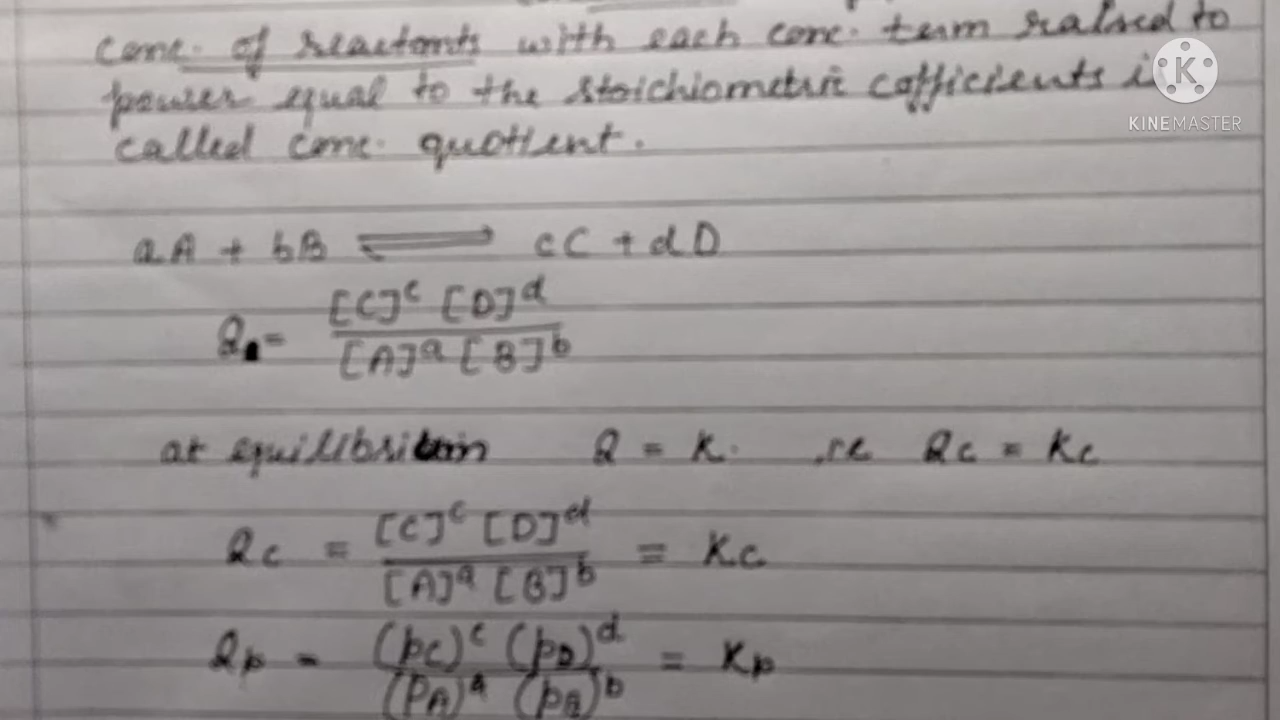 conc. of reactants with each conc. term raised to
power equal to the stoichiometric cofficients is
called conc. quotient.
KINEMASTER
aA + bB ⇌ cC + dD
Q = [C]^c [D]^d / [A]^a [B]^b
at equilibrium Q = K. ie Qc = Kc
Qc = [C]^c [D]^d / [A]^a [B]^b = Kc
Qp = (pC)^c (pD)^d / (pA)^a (pB)^b = Kp